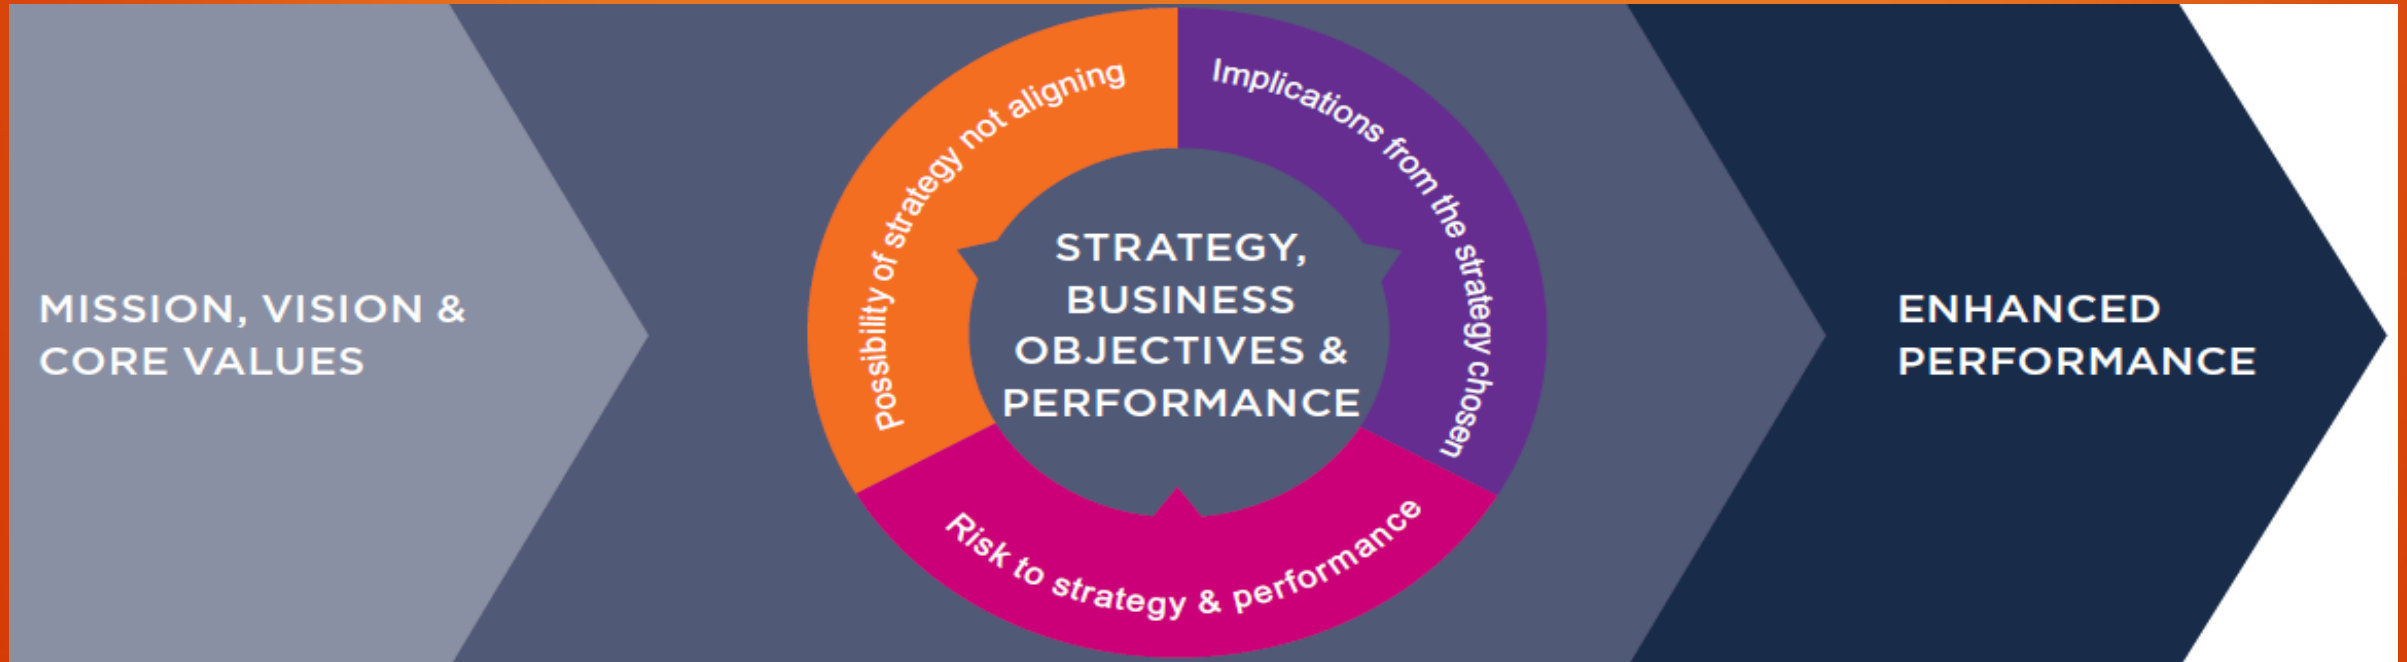 MISSION, VISION &
CORE VALUES
Possibility of strategy not aligning
Implications from the strategy chosen
Risk to strategy & performance
STRATEGY,
BUSINESS
OBJECTIVES &
PERFORMANCE
ENHANCED
PERFORMANCE